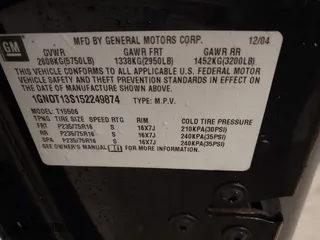 GM
MFD BY GENERAL MOTORS CORP. 12/04
GVWR GAWR FRT GAWR RR
2608KG(5750LB) 1338KG(2950LB) 1452KG(3200LB)
THIS VEHICLE CONFORMS TO ALL APPLICABLE U.S. FEDERAL MOTOR
VEHICLE SAFETY AND THEFT PREVENTION STANDARDS IN
EFFECT ON THE DATE OF MANUFACTURE SHOWN ABOVE.
1GNDT13S152249874 TYPE: M.P.V.
T15506
TPNG TIRE SIZE SPEED RTG RIM COLD TIRE PRESSURE
FRT P235/75R16 S 16X7J 210KPA(30PSI)
RR P235/75R16 S 16X7J 240KPA(35PSI)
SPA P235/75R16 S 16X7J 240KPA(35PSI)
SEE OWNER'S MANUAL FOR MORE INFORMATION.